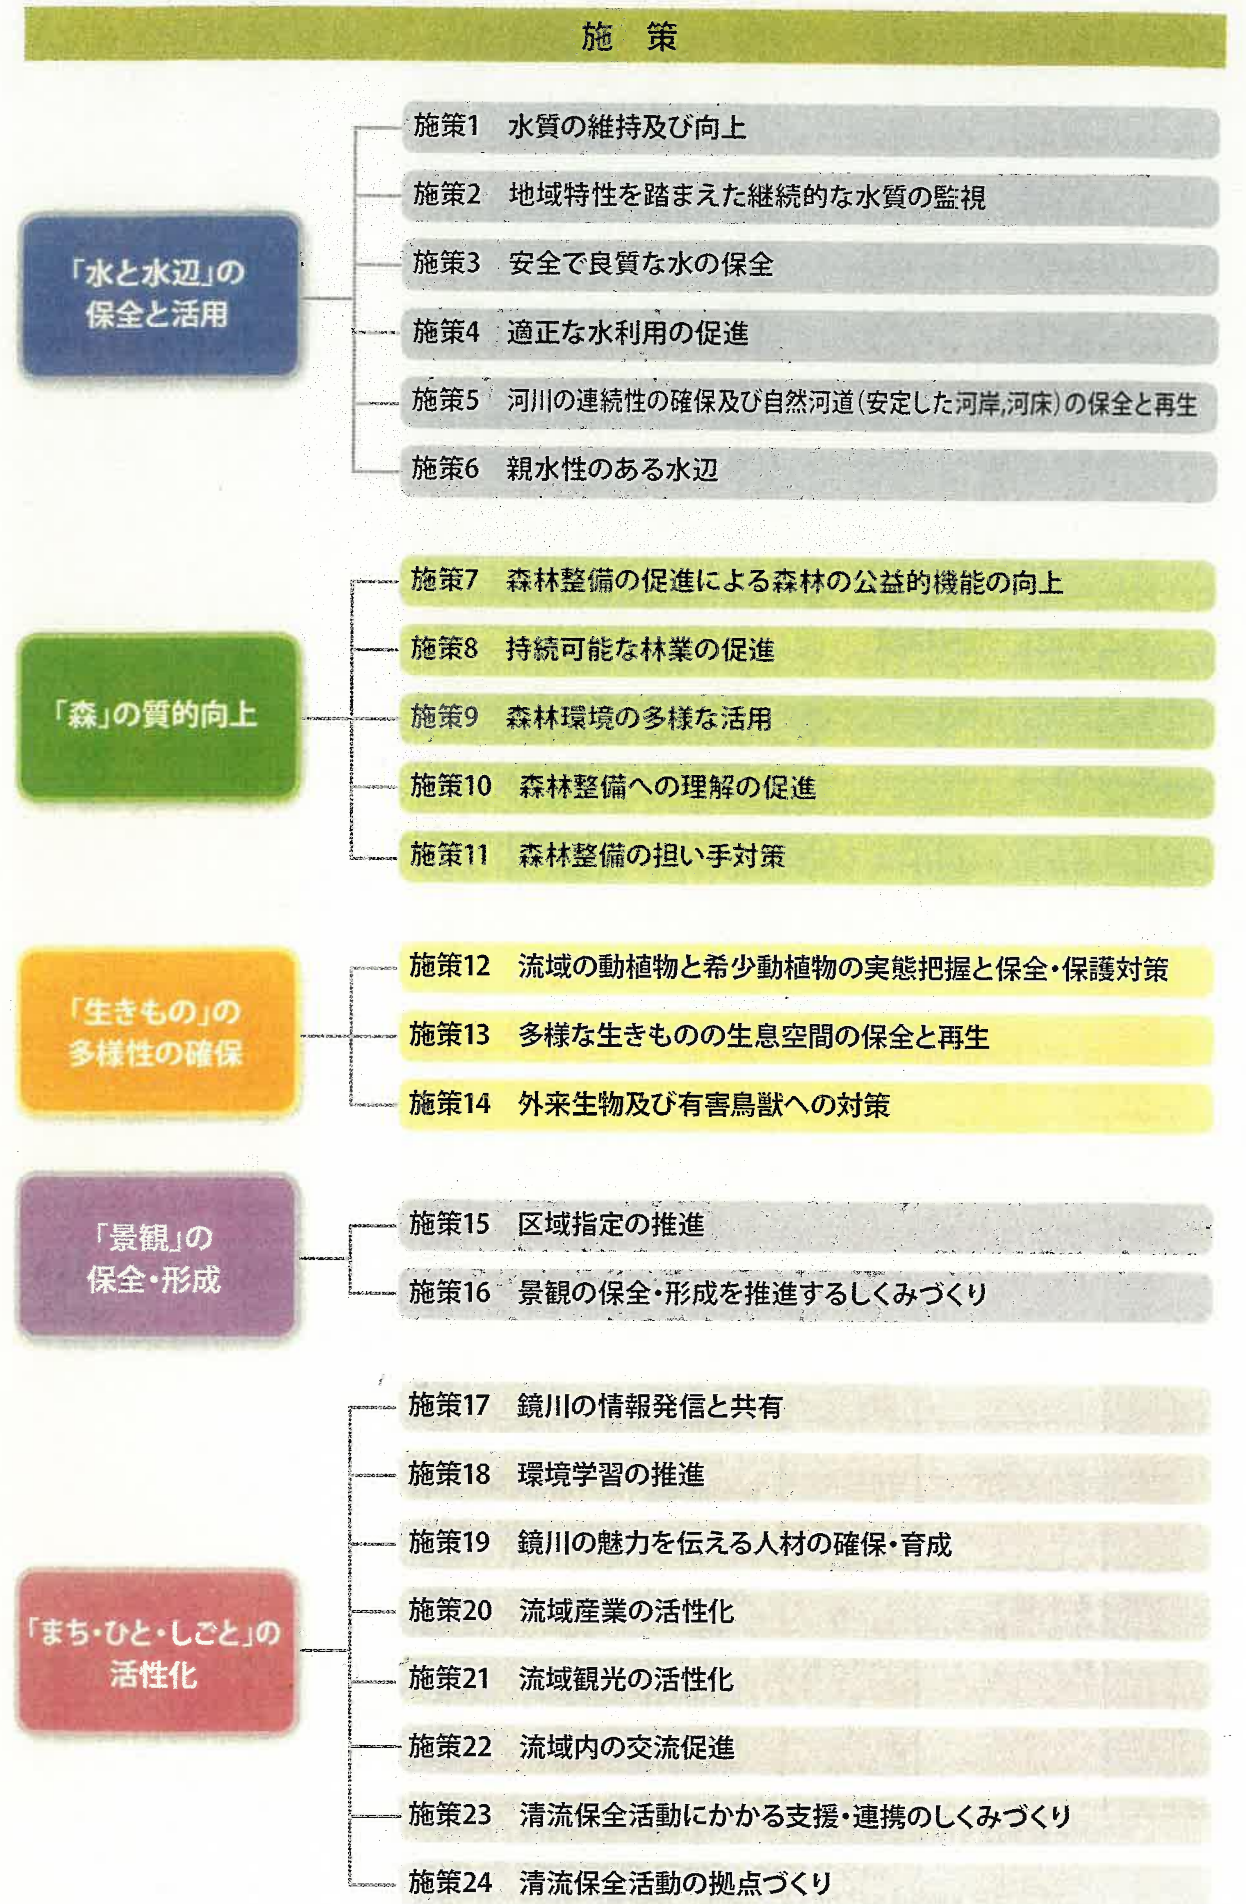 施 策
「水と水辺」の
保全と活用
施策1 水質の維持及び向上
施策2 地域特性を踏まえた継続的な水質の監視
施策3 安全で良質な水の保全
施策4 適正な水利用の促進
施策5 河川の連続性の確保及び自然河道(安定した河岸,河床)の保全と再生
施策6 親水性のある水辺
「森」の質的向上
施策7 森林整備の促進による森林の公益的機能の向上
施策8 持続可能な林業の促進
施策9 森林環境の多様な活用
施策10 森林整備への理解の促進
施策11 森林整備の担い手対策
「生きもの」の
多様性の確保
施策12 流域の動植物と希少動植物の実態把握と保全・保護対策
施策13 多様な生きものの生息空間の保全と再生
施策14 外来生物及び有害鳥獣への対策
「景観」の
保全・形成
施策15 区域指定の推進
施策16 景観の保全・形成を推進するしくみづくり
「まち・ひと・しごと」の
活性化
施策17 鏡川の情報発信と共有
施策18 環境学習の推進
施策19 鏡川の魅力を伝える人材の確保・育成
施策20 流域産業の活性化
施策21 流域観光の活性化
施策22 流域内の交流促進
施策23 清流保全活動にかかる支援・連携のしくみづくり
施策24 清流保全活動の拠点づくり